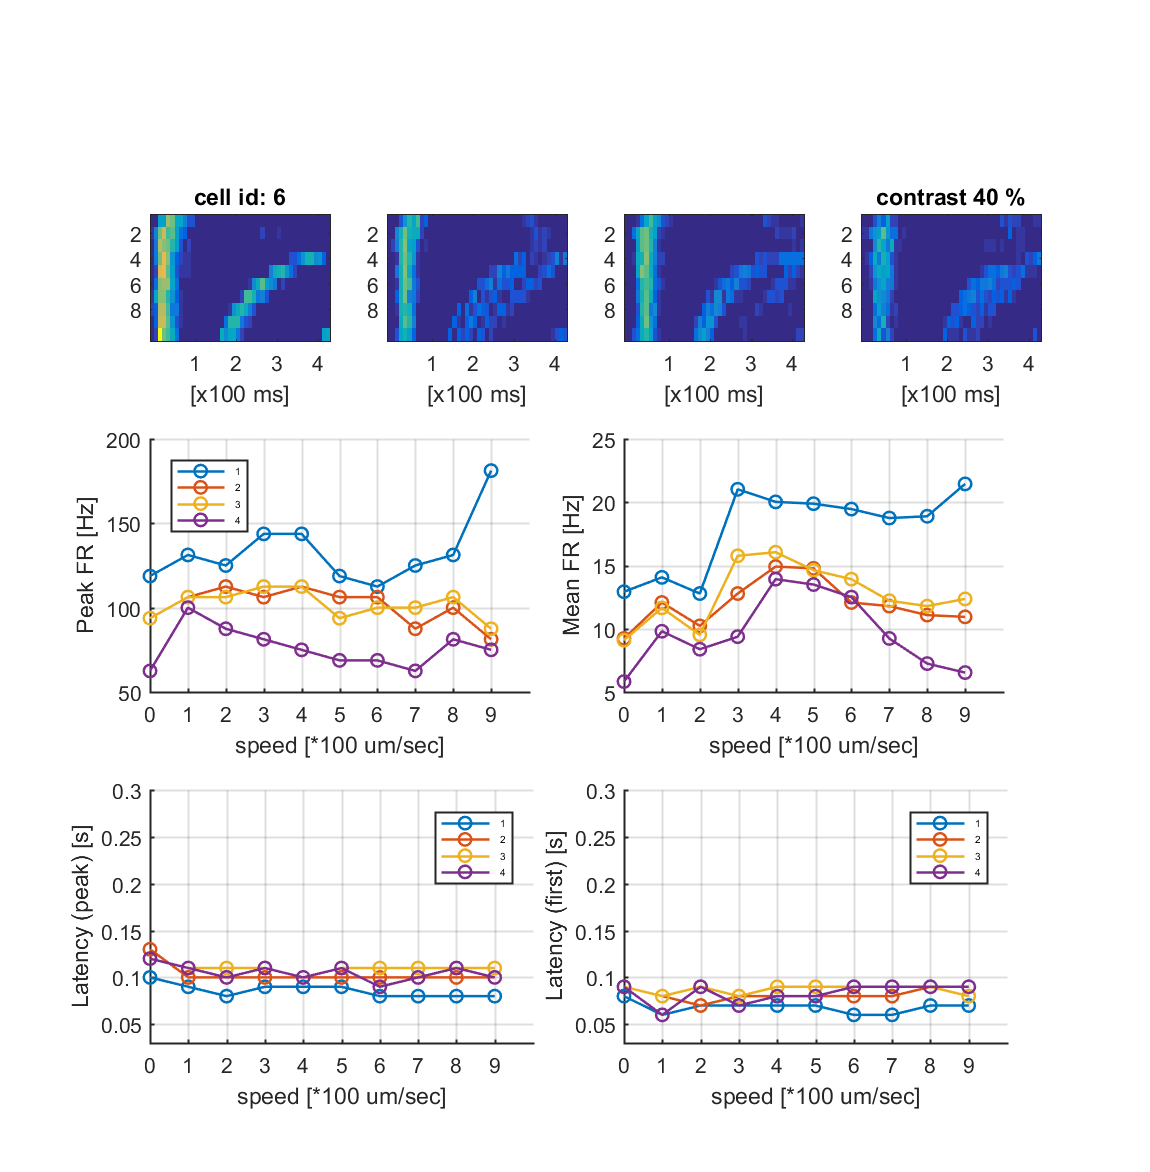 cell id: 6
contrast 40 %
2
4
6
8
1 2 3 4
[x100 ms]
2
4
6
8
1 2 3 4
[x100 ms]
2
4
6
8
1 2 3 4
[x100 ms]
2
4
6
8
1 2 3 4
[x100 ms]
Peak FR [Hz]
200
150
100
50
1
2
3
4
0 1 2 3 4 5 6 7 8 9
speed [*100 um/sec]
Mean FR [Hz]
25
20
15
10
5
0 1 2 3 4 5 6 7 8 9
speed [*100 um/sec]
Latency (peak) [s]
0.3
0.25
0.2
0.15
0.1
0.05
1
2
3
4
0 1 2 3 4 5 6 7 8 9
speed [*100 um/sec]
Latency (first) [s]
0.3
0.25
0.2
0.15
0.1
0.05
1
2
3
4
0 1 2 3 4 5 6 7 8 9
speed [*100 um/sec]